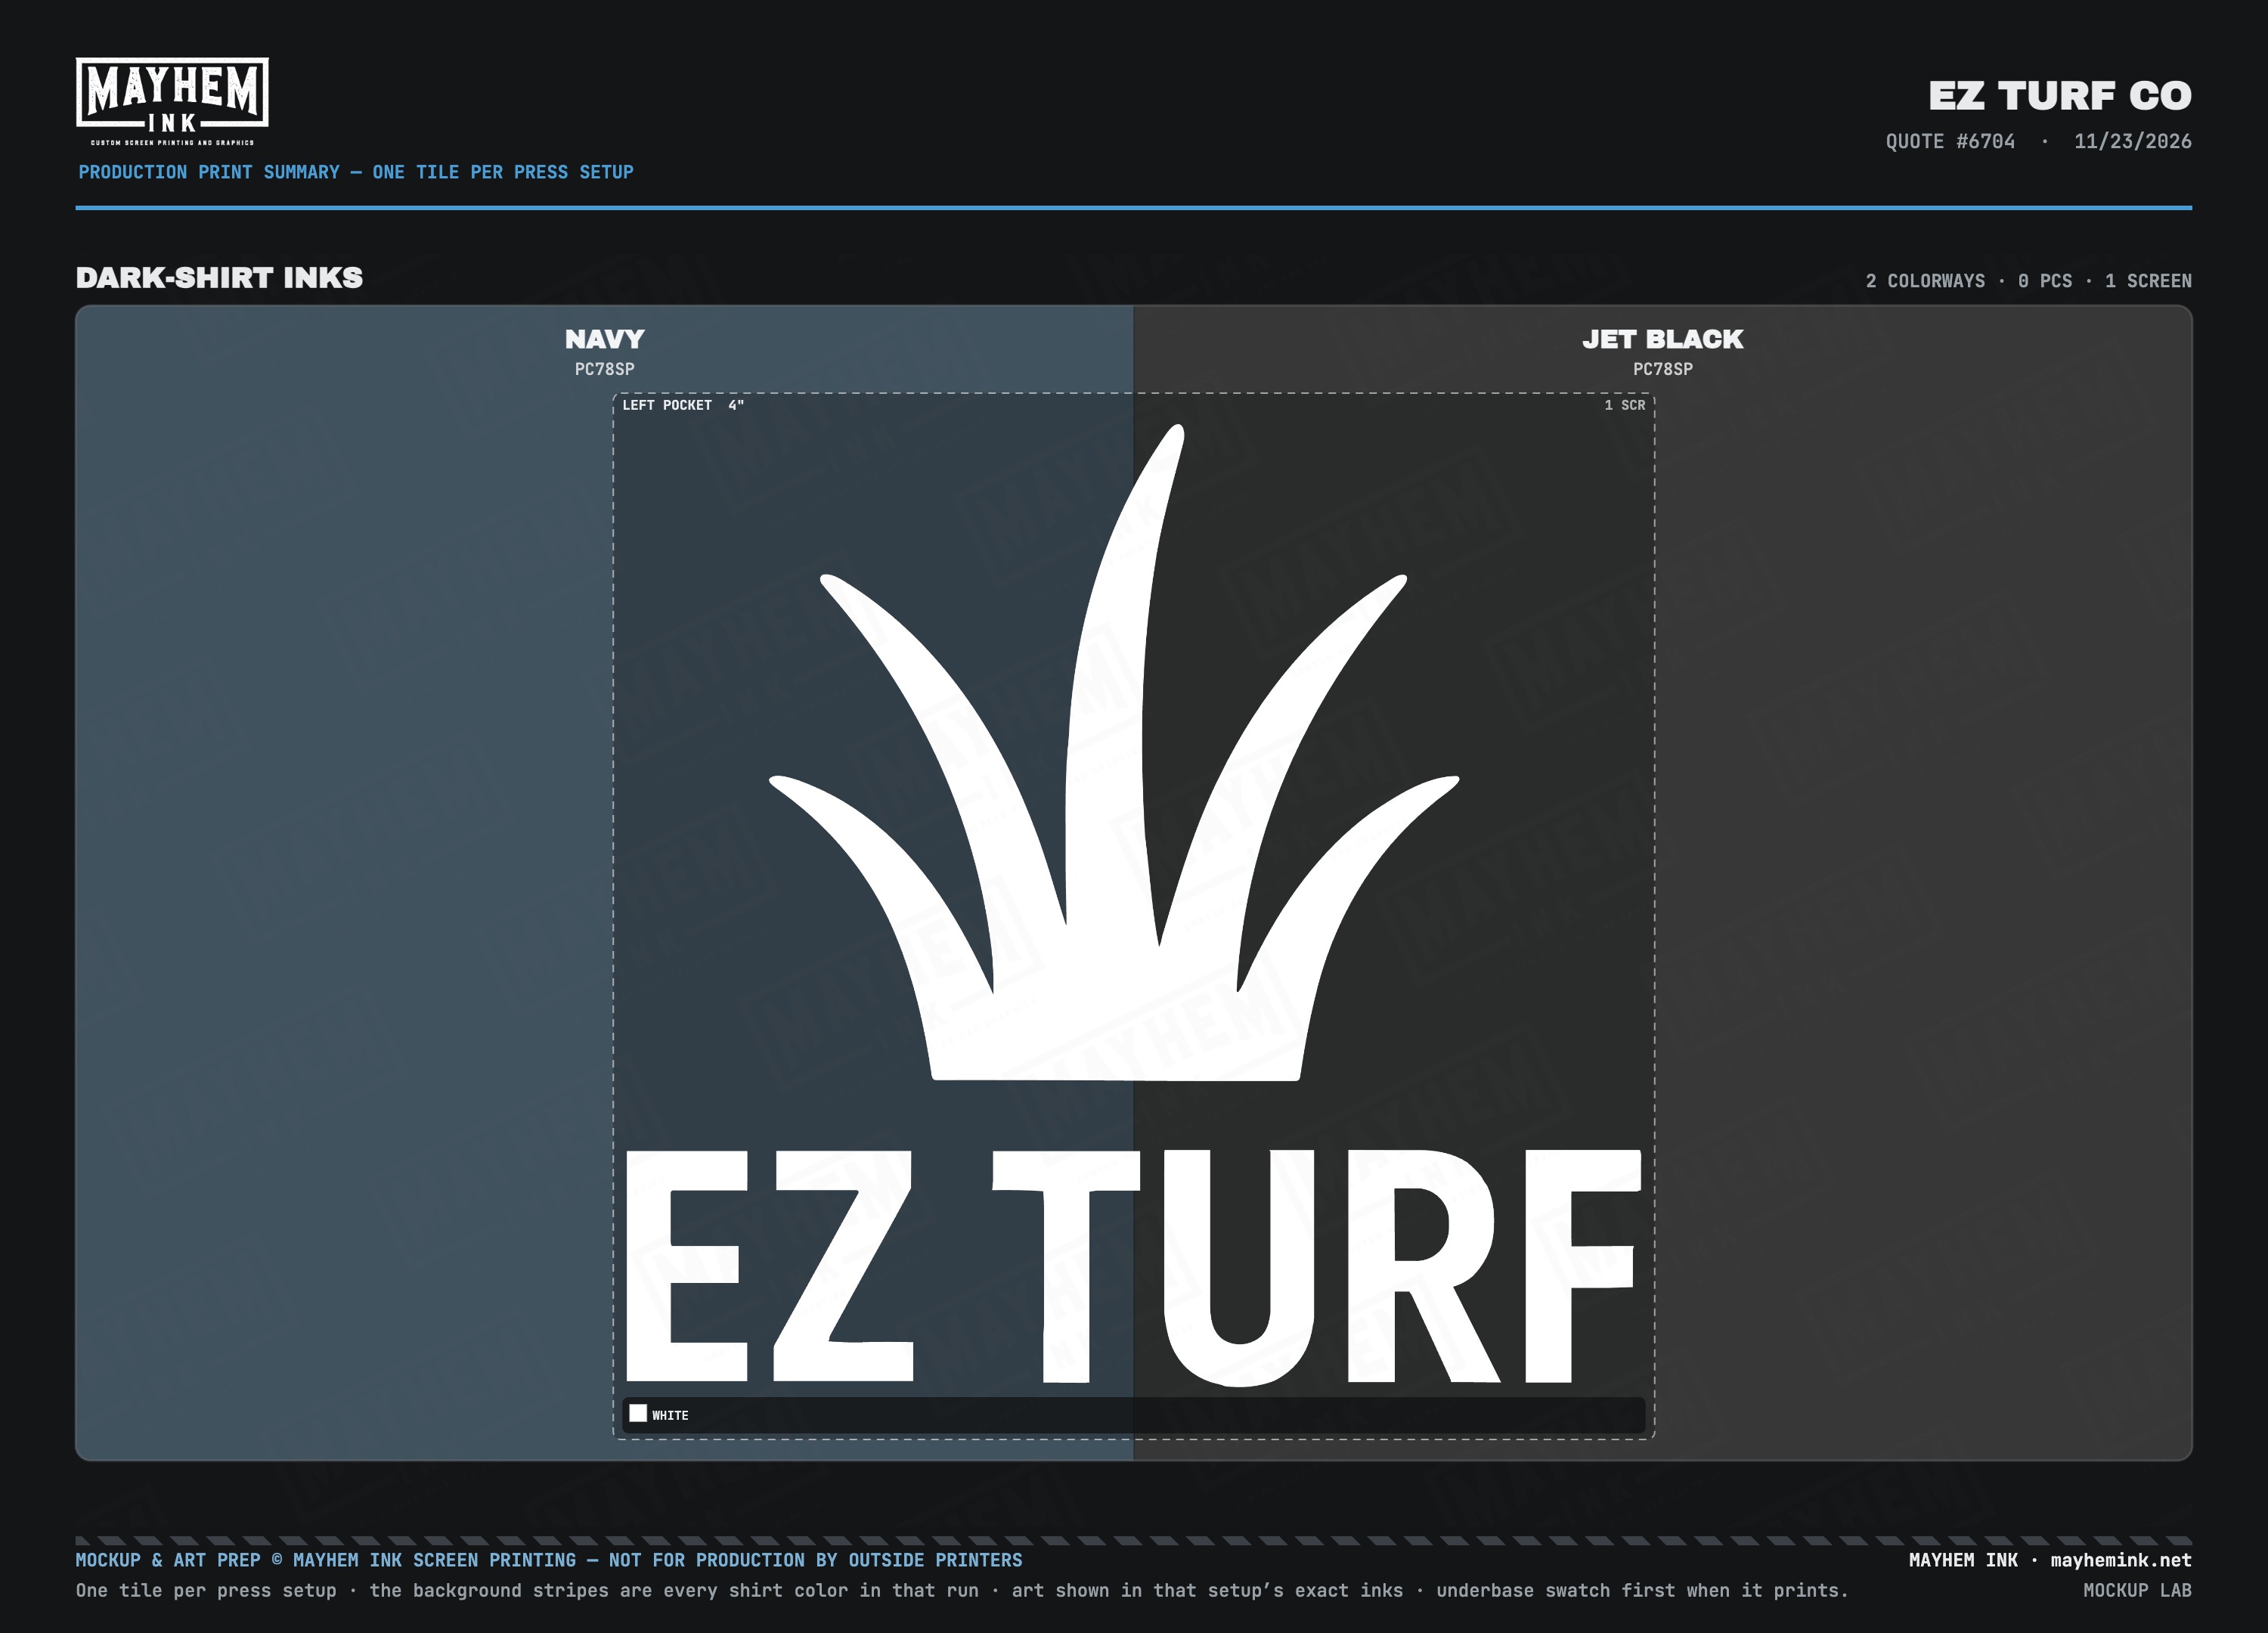 MAYHEM
INK
CUSTOM SCREEN PRINTING AND GRAPHICS
EZ TURF CO
QUOTE #6704 · 11/23/2026
PRODUCTION PRINT SUMMARY — ONE TILE PER PRESS SETUP
DARK-SHIRT INKS
2 COLORWAYS · 0 PCS · 1 SCREEN
NAVY
PC78SP
JET BLACK
PC78SP
LEFT POCKET 4"
1 SCR
EZ TURF
WHITE
MOCKUP & ART PREP © MAYHEM INK SCREEN PRINTING — NOT FOR PRODUCTION BY OUTSIDE PRINTERS
MAYHEM INK · mayhemink.net
One tile per press setup · the background stripes are every shirt color in that run · art shown in that setup’s exact inks · underbase swatch first when it prints.
MOCKUP LAB